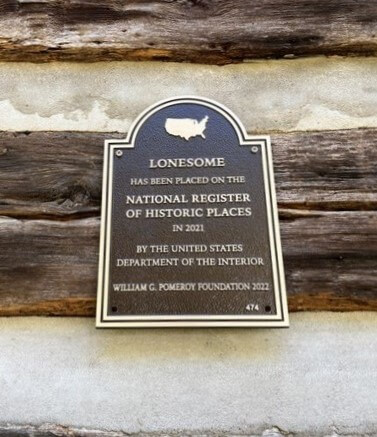 LONESOME
HAS BEEN PLACED ON THE
NATIONAL REGISTER
OF HISTORIC PLACES
IN 2021
BY THE UNITED STATES
DEPARTMENT OF THE INTERIOR
WILLIAM G. POMEROY FOUNDATION 2022
474